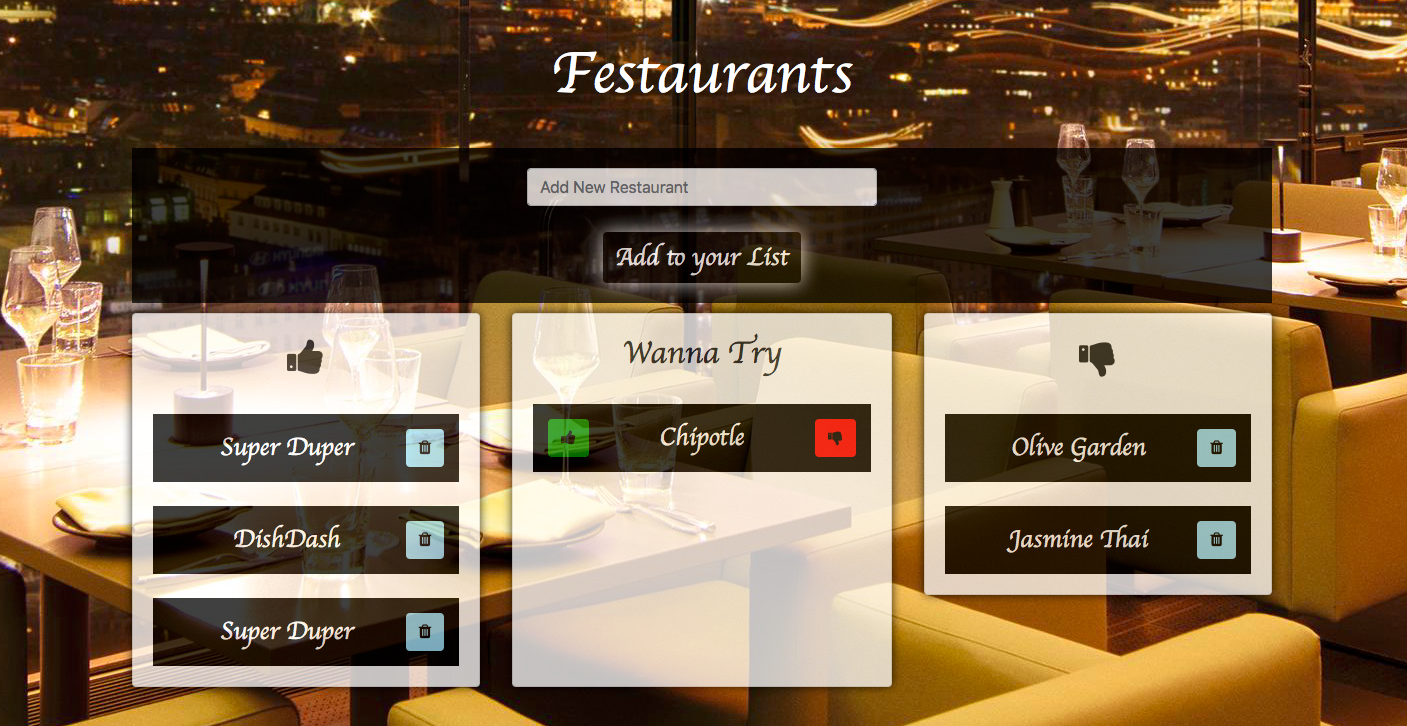 Festaurants
Add New Restaurant
Add to your List
Wanna Try
Super Duper
Chipotle
Olive Garden
DishDash
Jasmine Thai
Super Duper